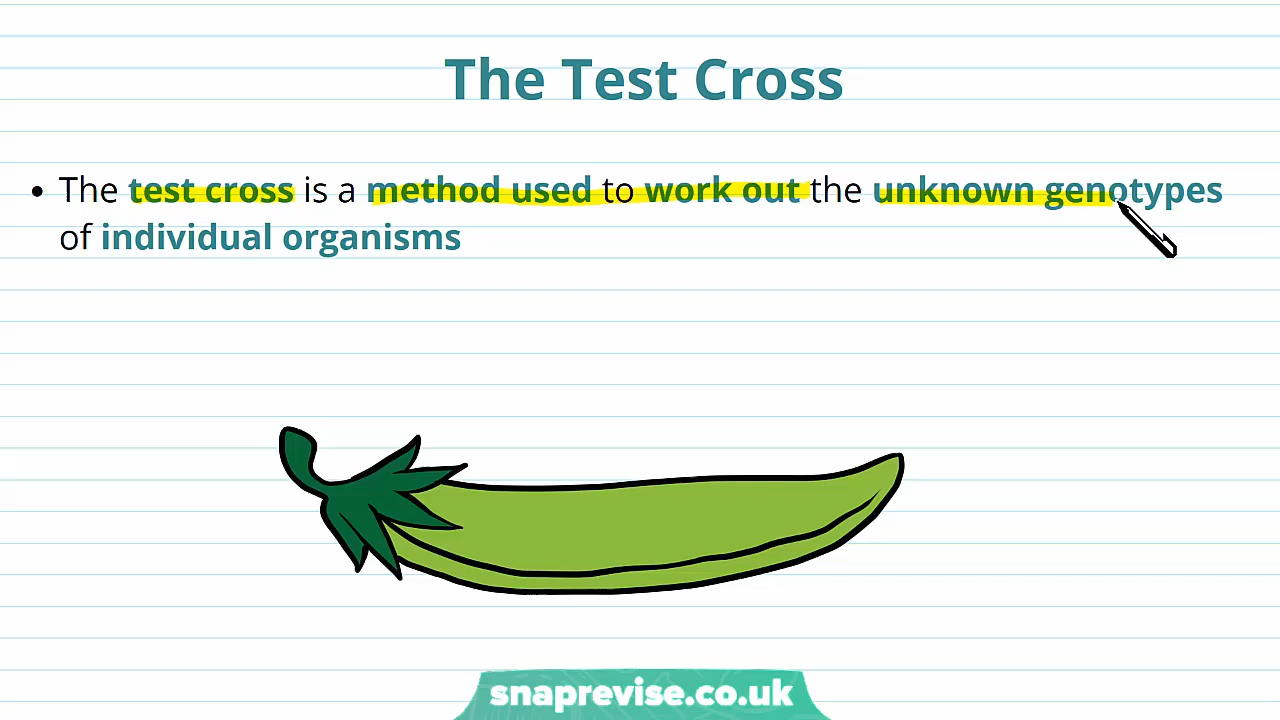 The Test Cross
• The test cross is a method used to work out the unknown genotypes
of individual organisms
snaprevise.co.uk